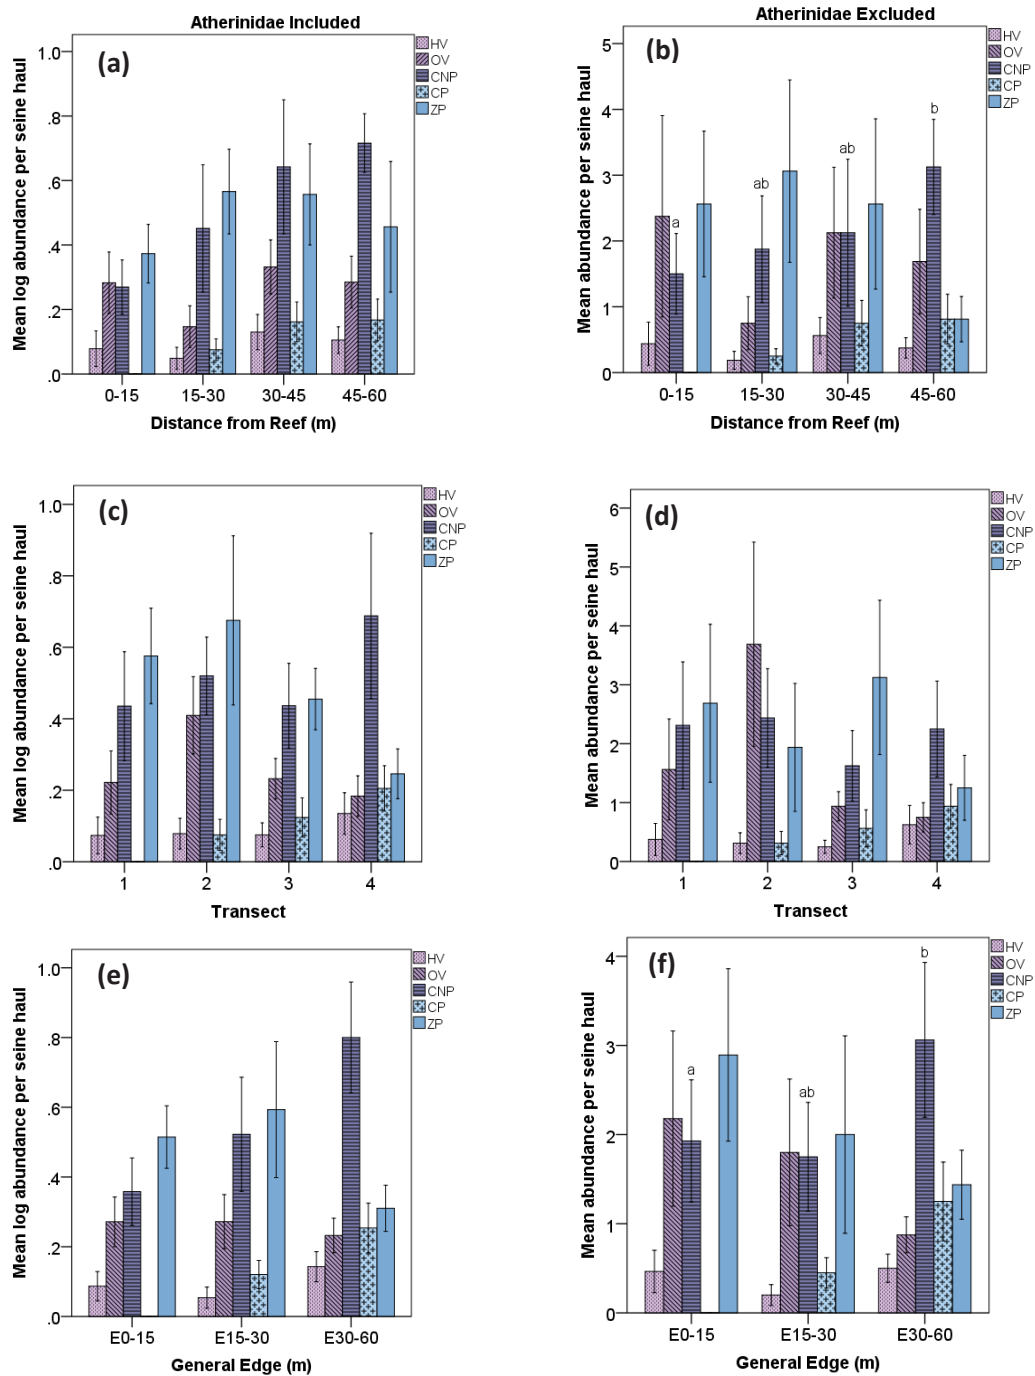 Atherinidae Included
(a)
Mean log abundance per seine haul
1.0
.8
.6
.4
.2
.0
0-15 15-30 30-45 45-60
Distance from Reef (m)
HV
OV
CNP
CP
ZP
Atherinidae Excluded
(b)
Mean abundance per seine haul
5
4
3
2
1
0
a ab ab b
0-15 15-30 30-45 45-60
Distance from Reef (m)
HV
OV
CNP
CP
ZP
(c)
Mean log abundance per seine haul
1.0
.8
.6
.4
.2
.0
1 2 3 4
Transect
HV
OV
CNP
CP
ZP
(d)
Mean abundance per seine haul
6
5
4
3
2
1
0
1 2 3 4
Transect
HV
OV
CNP
CP
ZP
(e)
Mean log abundance per seine haul
1.0
.8
.6
.4
.2
.0
E0-15 E15-30 E30-60
General Edge (m)
HV
OV
CNP
CP
ZP
(f)
Mean abundance per seine haul
4
3
2
1
0
a ab b
E0-15 E15-30 E30-60
General Edge (m)
HV
OV
CNP
CP
ZP